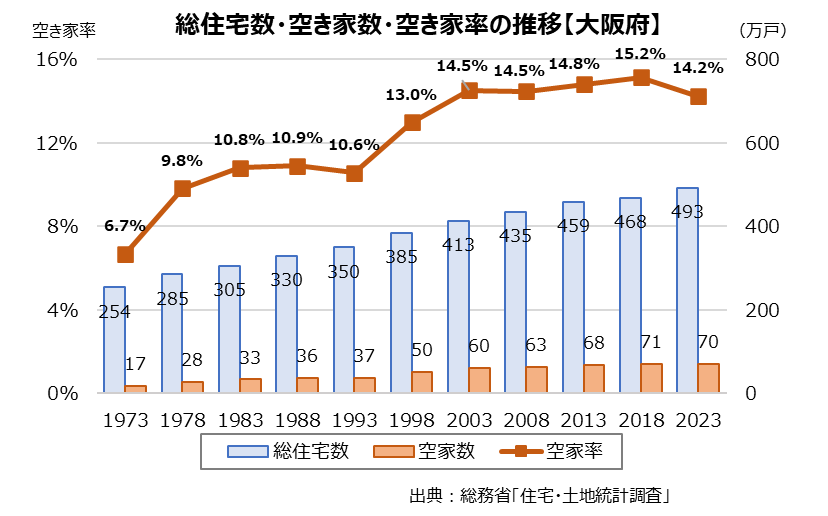 総住宅数・空き家数・空き家率の推移【大阪府】
空き家率
(万戸)
16% 800
12% 600
8% 400
4% 200
0% 0
6.7% 9.8% 10.8% 10.9% 10.6% 13.0% 14.5% 14.5% 14.8% 15.2% 14.2%
254 285 305 330 350 385 413 435 459 468 493
17 28 33 36 37 50 60 63 68 71 70
1973 1978 1983 1988 1993 1998 2003 2008 2013 2018 2023
総住宅数 空家数 空家率
出典：総務省「住宅・土地統計調査」